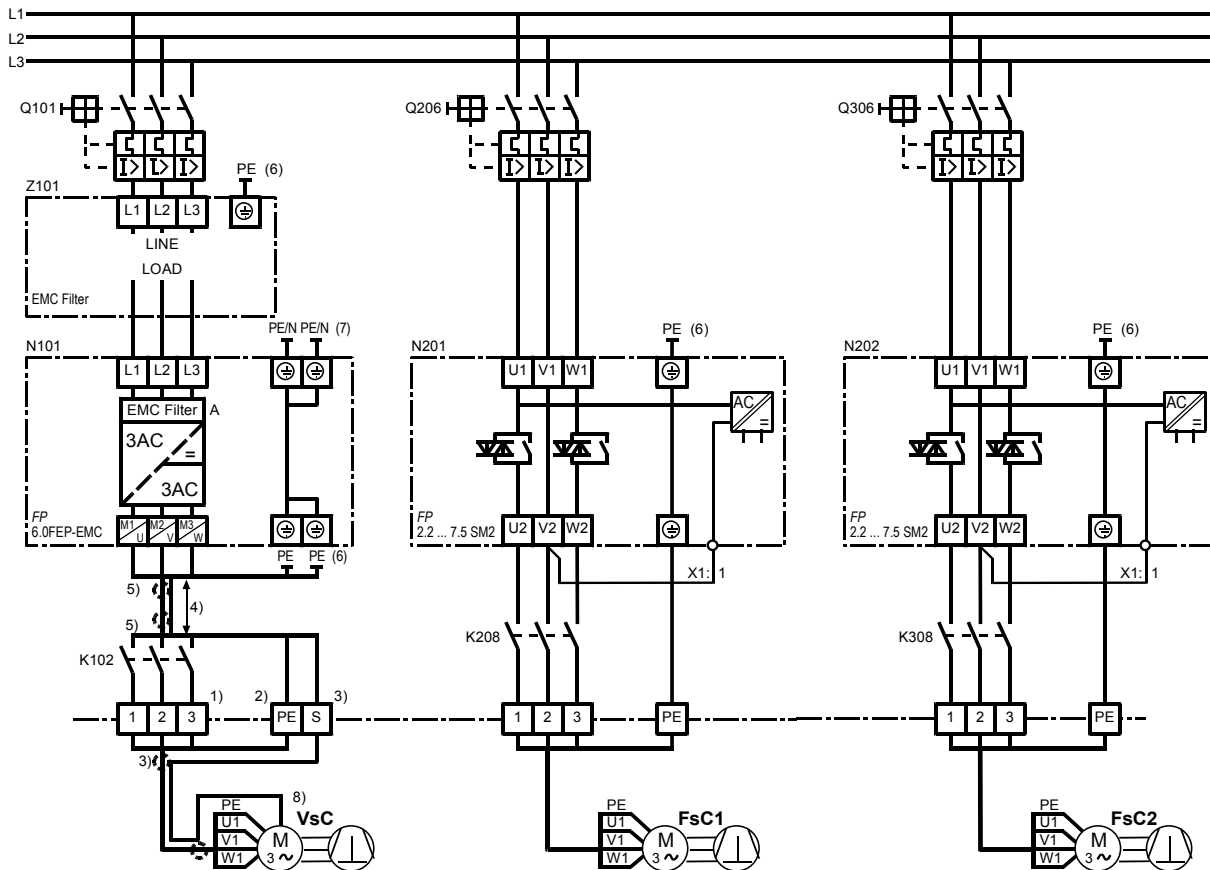 L1
L2
L3
Q101
Q206
Q306
I> I> I>
I> I> I>
I> I> I>
Z101
PE (6)
L1 L2 L3
LINE
LOAD
EMC Filter
PE/N PE/N (7)
PE (6)
PE (6)
N101
N201
N202
L1 L2 L3
U1 V1 W1
U1 V1 W1
EMC Filter A
3AC
=
3AC
AC
=
AC
=
FP
6.0FEP-EMC
M1 U M2 V M3 W
FP
2.2 ... 7.5 SM2
U2 V2 W2
FP
2.2 ... 7.5 SM2
U2 V2 W2
PE PE (6)
X1: 1
X1: 1
5)
4)
5)
K102
K208
K308
1) 2) 3)
1 2 3 PE S
1 2 3 PE
1 2 3 PE
3)
8)
PE
U1
V1
W1
VsC
M
3 ~
PE
U1
V1
W1
FsC1
M
3 ~
PE
U1
V1
W1
FsC2
M
3 ~